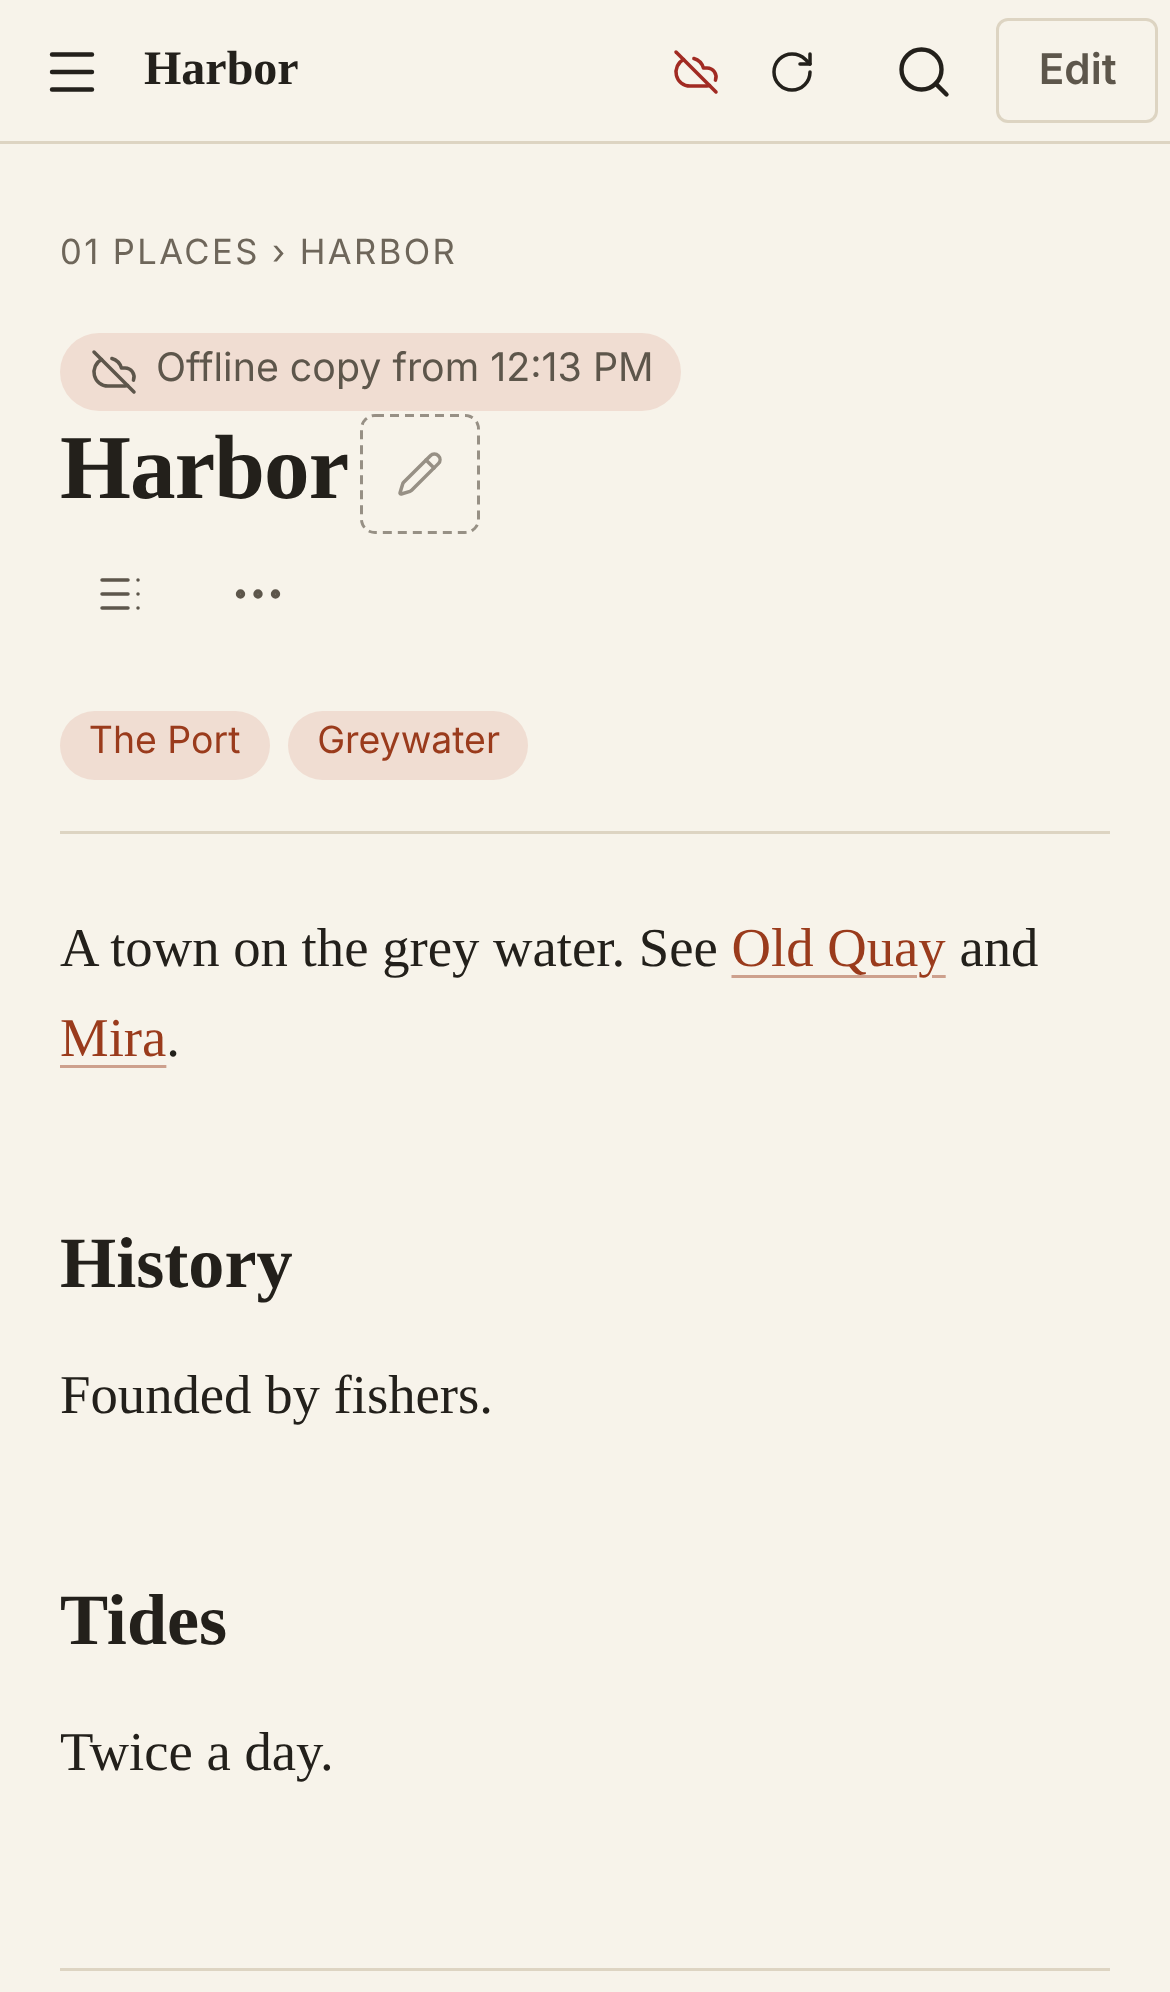 Harbor
Edit
01 PLACES › HARBOR
Offline copy from 12:13 PM
Harbor
The Port
Greywater
A town on the grey water. See Old Quay and
Mira.
History
Founded by fishers.
Tides
Twice a day.